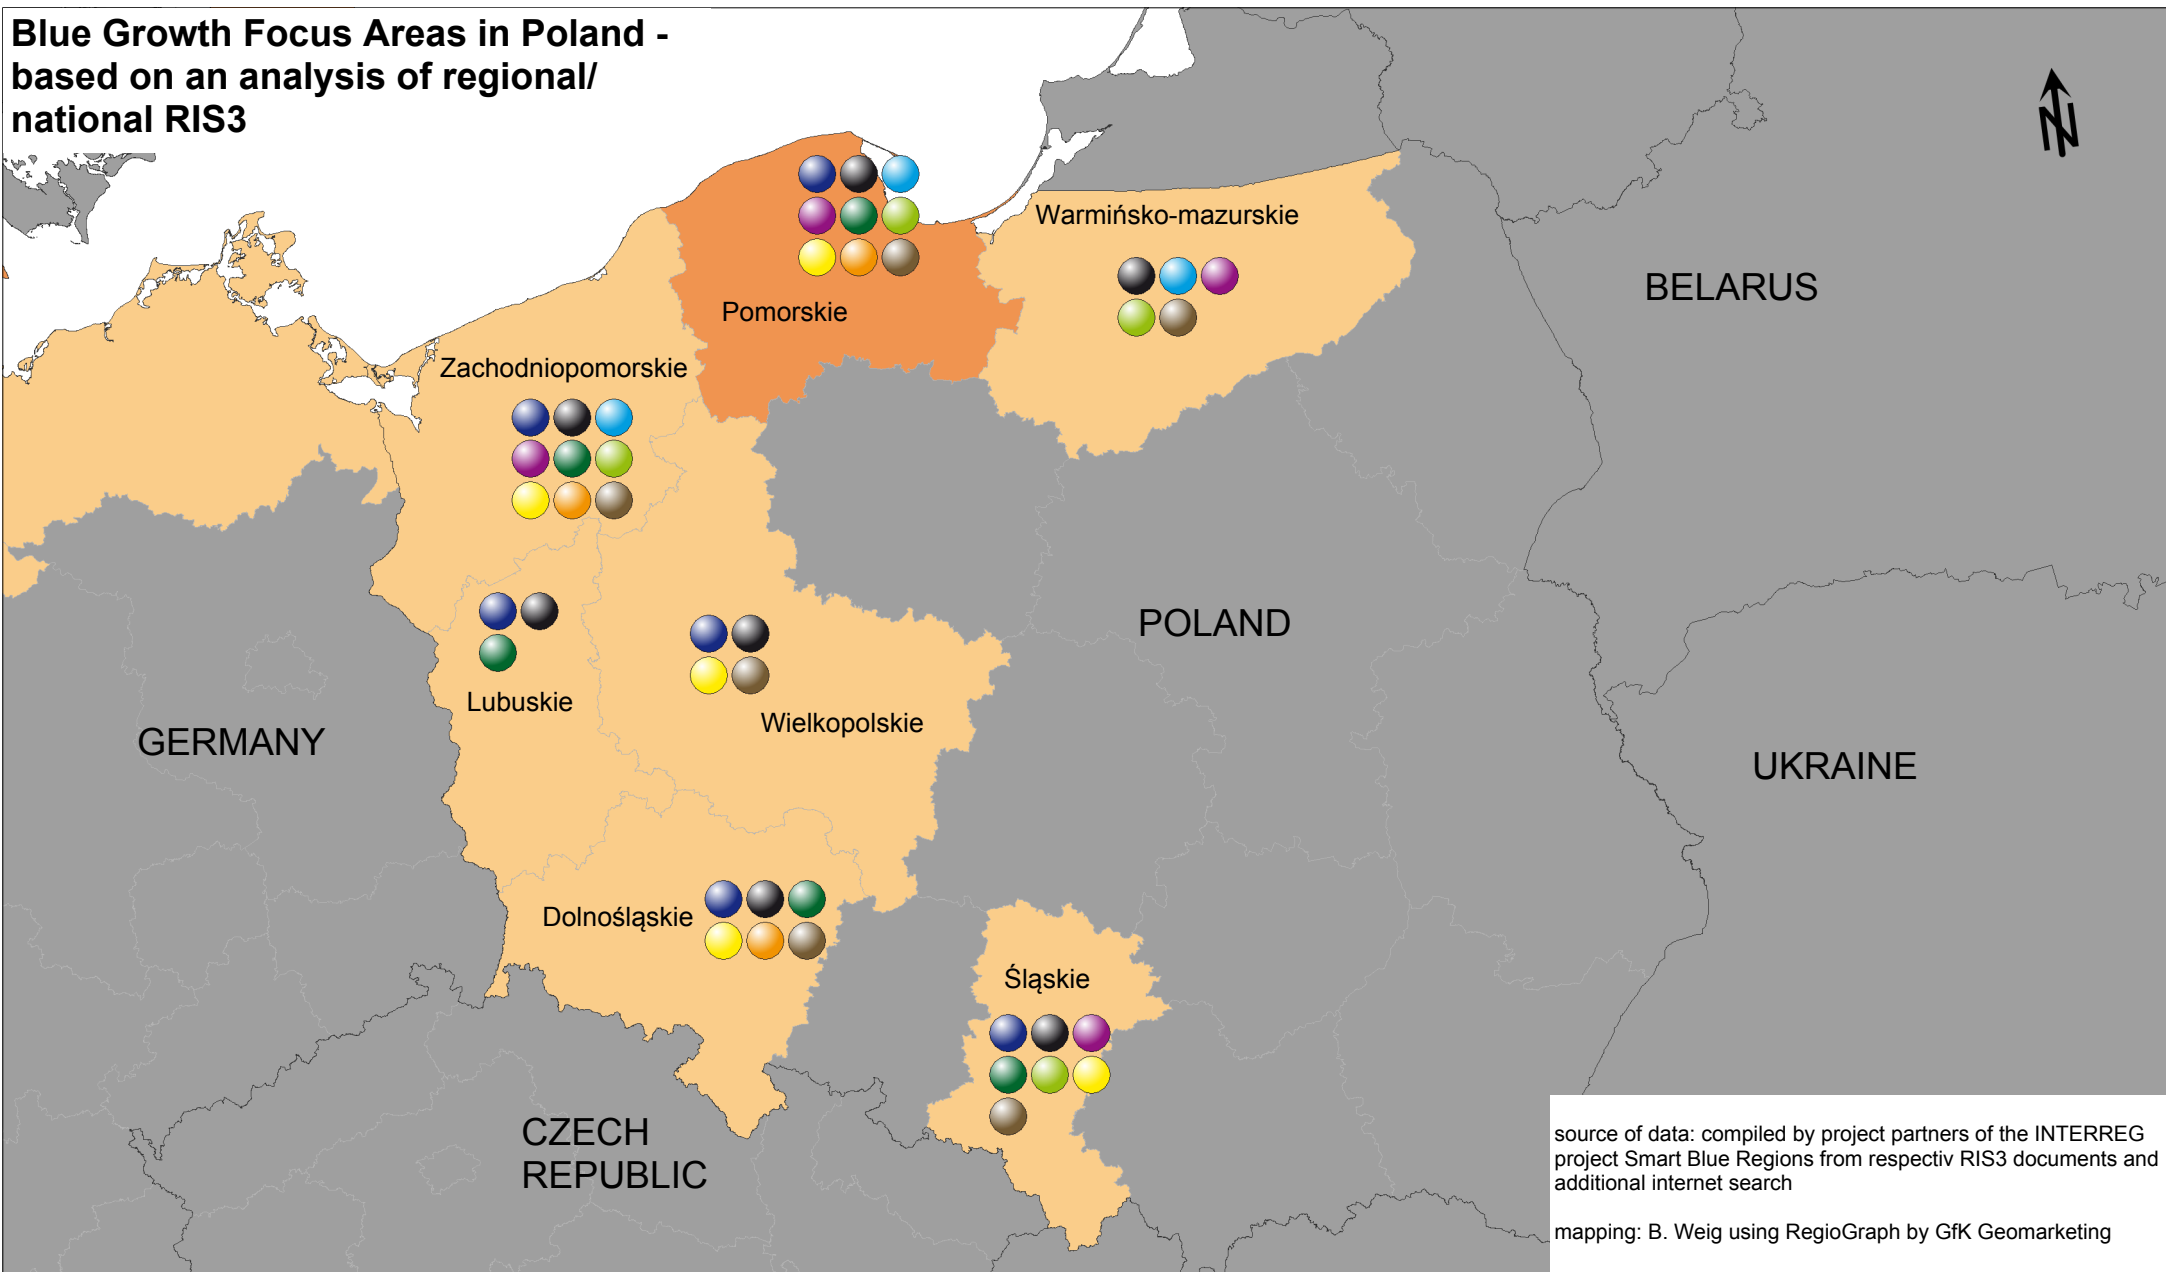 Blue Growth Focus Areas in Poland -
based on an analysis of regional/
national RIS3
N
Warmińsko-mazurskie
BELARUS
Pomorskie
Zachodniopomorskie
POLAND
Lubuskie
Wielkopolskie
GERMANY
UKRAINE
Dolnośląskie
Śląskie
CZECH
REPUBLIC
source of data: compiled by project partners of the INTERREG
project Smart Blue Regions from respectiv RIS3 documents and
additional internet search
mapping: B. Weig using RegioGraph by GfK Geomarketing